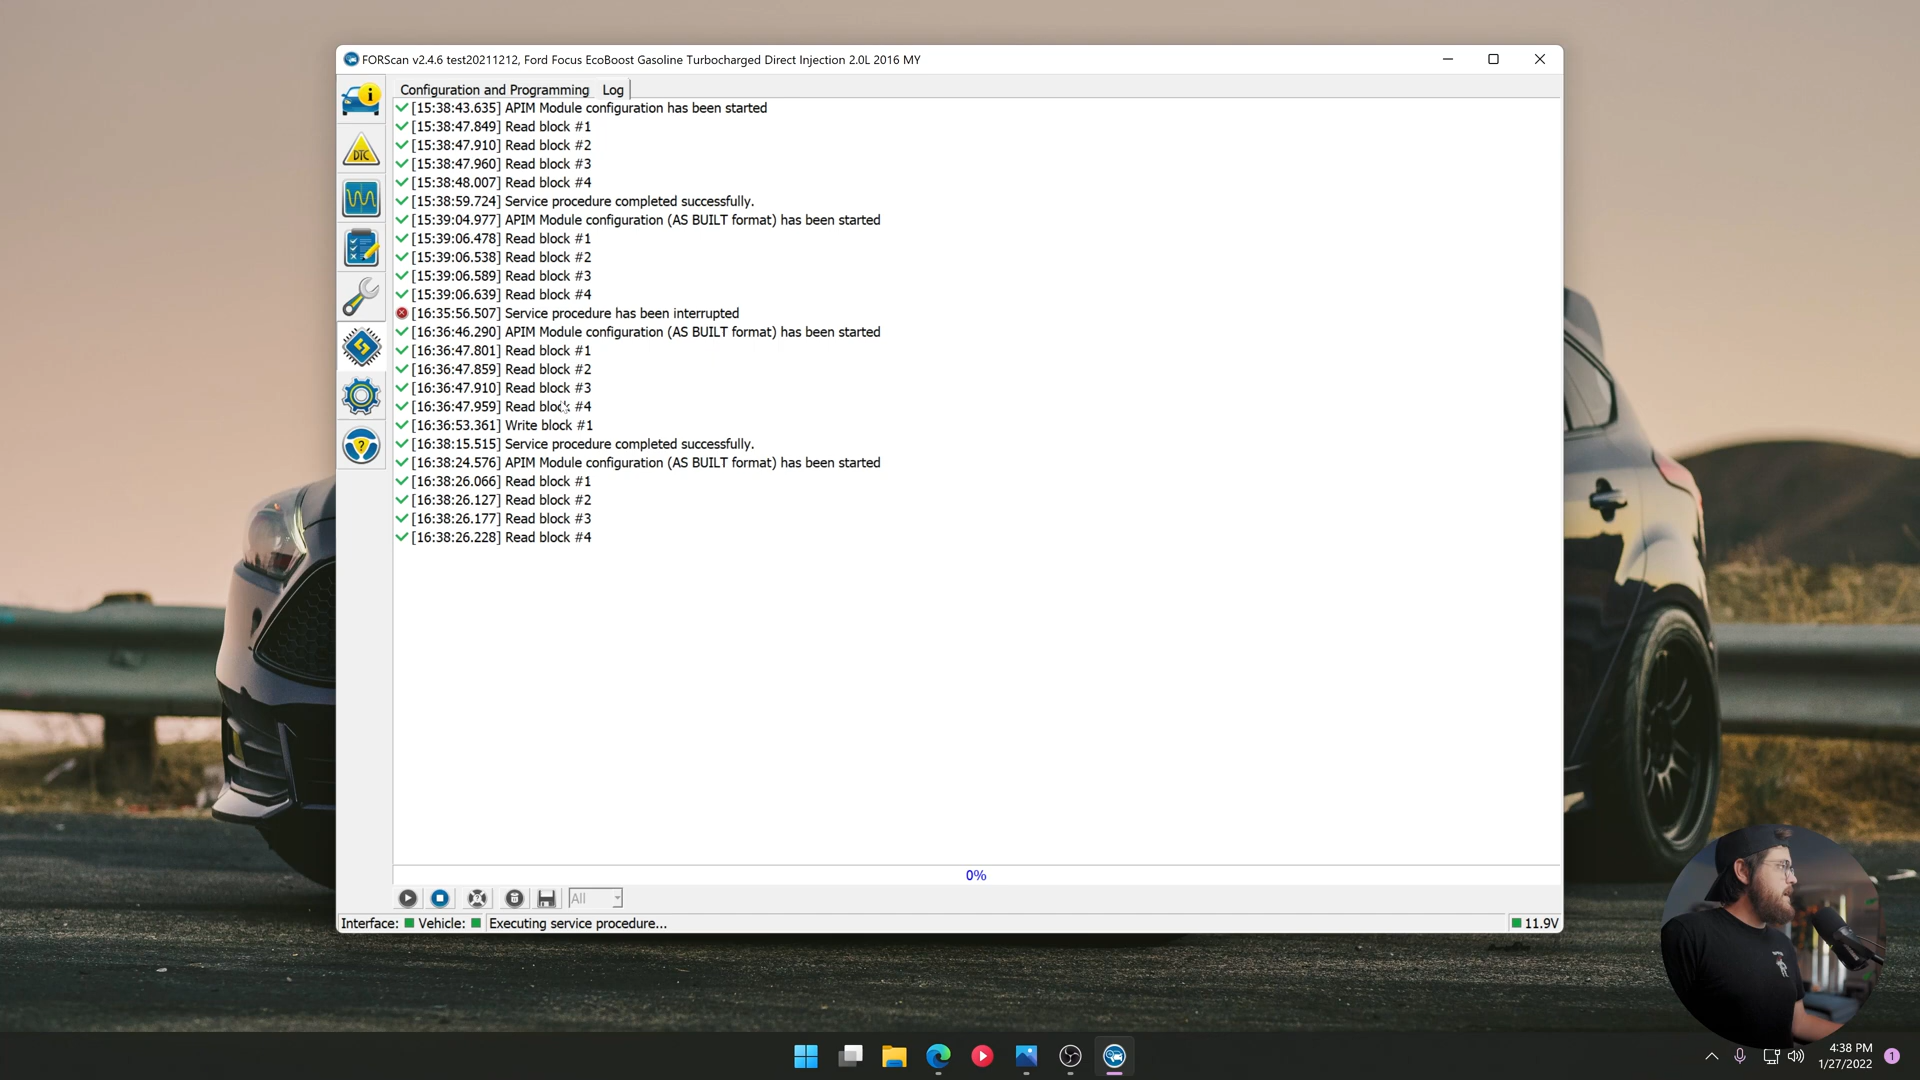 FORScan v2.4.6 test20211212, Ford Focus EcoBoost Gasoline Turbocharged Direct Injection 2.0L 2016 MY
Configuration and Programming Log
[15:38:43.635] APIM Module configuration has been started
[15:38:47.849] Read block #1
[15:38:47.910] Read block #2
[15:38:47.960] Read block #3
[15:38:48.007] Read block #4
[15:38:59.724] Service procedure completed successfully.
[15:39:04.977] APIM Module configuration (AS BUILT format) has been started
[15:39:06.478] Read block #1
[15:39:06.538] Read block #2
[15:39:06.589] Read block #3
[15:39:06.639] Read block #4
[16:35:56.507] Service procedure has been interrupted
[16:36:46.290] APIM Module configuration (AS BUILT format) has been started
[16:36:47.801] Read block #1
[16:36:47.859] Read block #2
[16:36:47.910] Read block #3
[16:36:47.959] Read block #4
[16:36:53.361] Write block #1
[16:38:15.515] Service procedure completed successfully.
[16:38:24.576] APIM Module configuration (AS BUILT format) has been started
[16:38:26.066] Read block #1
[16:38:26.127] Read block #2
[16:38:26.177] Read block #3
[16:38:26.228] Read block #4
DTC
0%
All
Interface: Vehicle: Executing service procedure... 11.9V
4:38 PM
1/27/2022
1